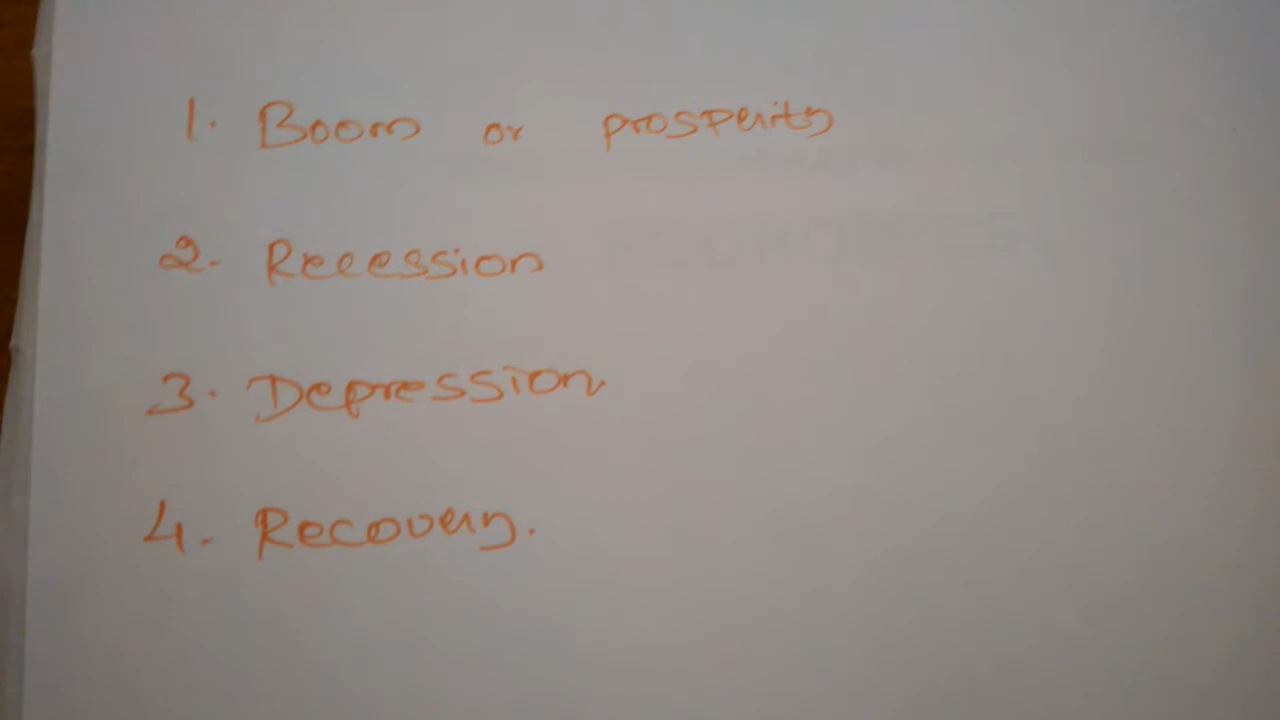 1. Boom or prosperity
2. Recession
3. Depression
4. Recovery.